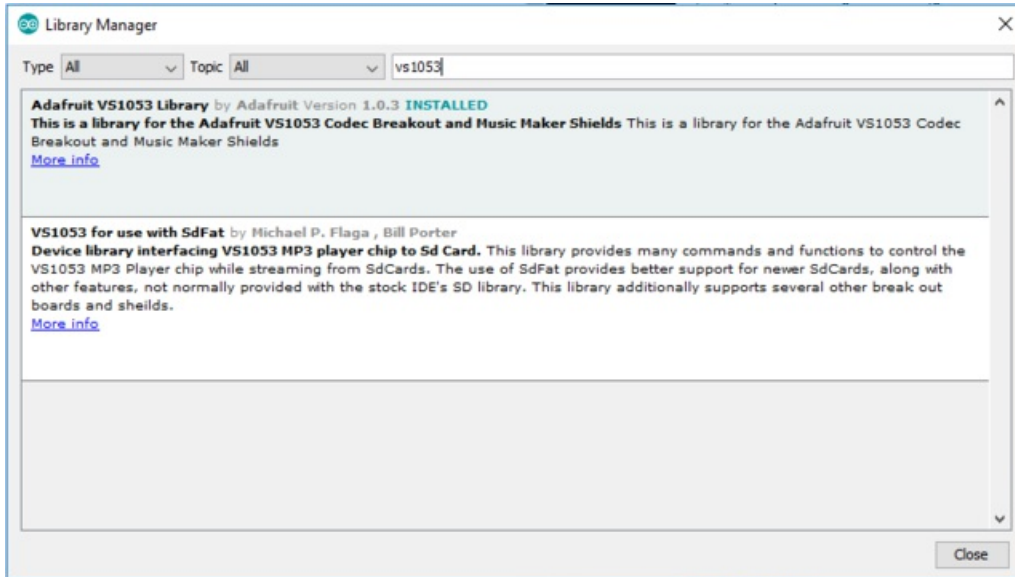 Library Manager
Type All Topic All vs1053
Adafruit VS1053 Library by Adafruit Version 1.0.3 INSTALLED
This is a library for the Adafruit VS1053 Codec Breakout and Music Maker Shields This is a library for the Adafruit VS1053 Codec
Breakout and Music Maker Shields
More info
VS1053 for use with SdFat by Michael P. Flaga , Bill Porter
Device library interfacing VS1053 MP3 player chip to Sd Card. This library provides many commands and functions to control the
VS1053 MP3 Player chip while streaming from SdCards. The use of SdFat provides better support for newer SdCards, along with
other features, not normally provided with the stock IDE's SD library. This library additionally supports several other break out
boards and sheilds.
More info
Close